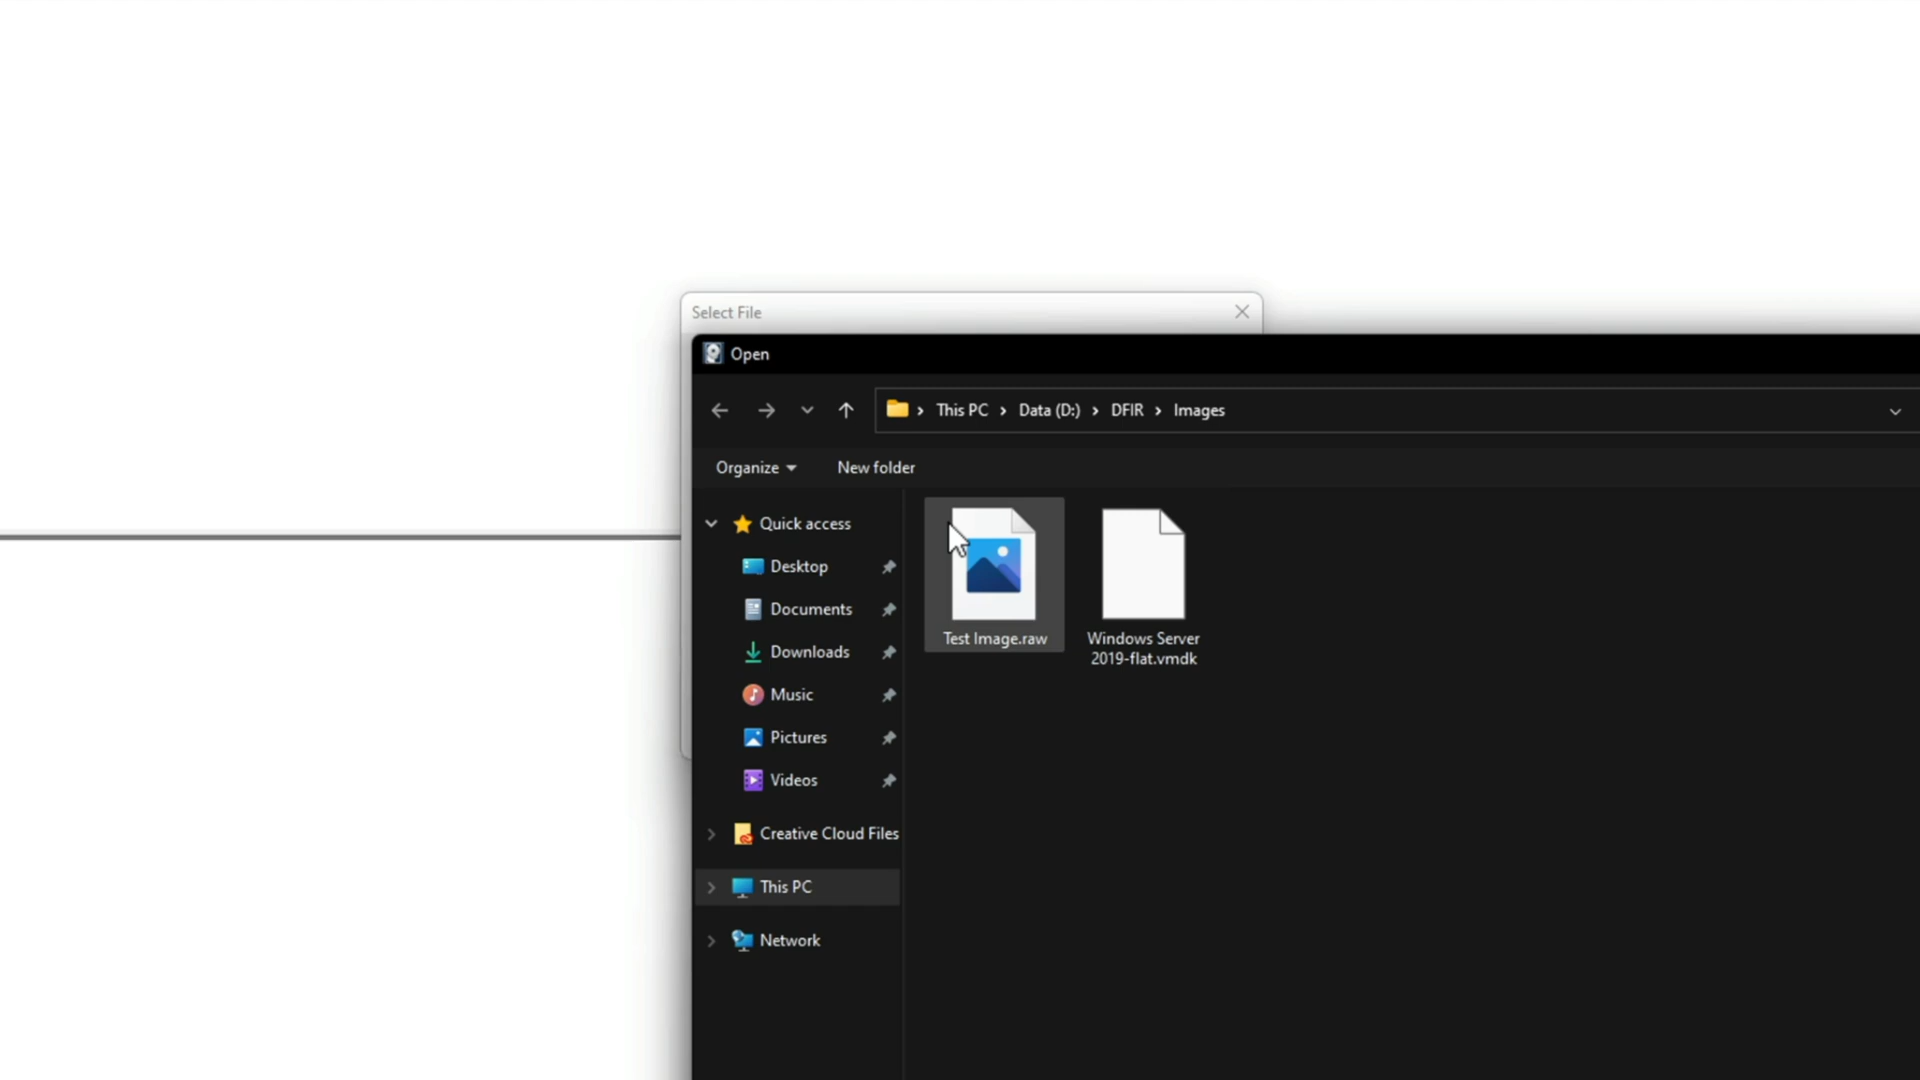 Select File
Open
This PC
Data (D:)
DFIR
Images
Organize
New folder
Quick access
Desktop
Documents
Downloads
Music
Pictures
Videos
Creative Cloud Files
This PC
Network
Test Image.raw
Windows Server
2019-flat.vmdk